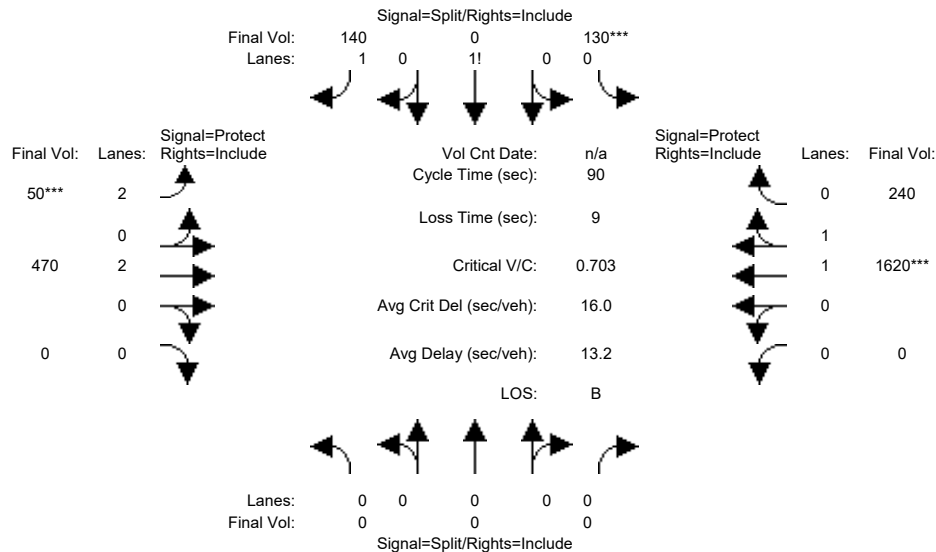 Signal=Split/Rights=Include
Final Vol: 140 0 130***
Lanes: 1 0 1! 0 0
Signal=Protect
Final Vol: Lanes: Rights=Include
Vol Cnt Date: n/a
Signal=Protect
Rights=Include Lanes: Final Vol:
Cycle Time (sec): 90
50*** 2
0 240
Loss Time (sec): 9
0
1
470 2
Critical V/C: 0.703
1 1620***
0
Avg Crit Del (sec/veh): 16.0
0
0 0
Avg Delay (sec/veh): 13.2
0 0
LOS: B
Lanes: 0 0 0 0 0
Final Vol: 0 0 0
Signal=Split/Rights=Include